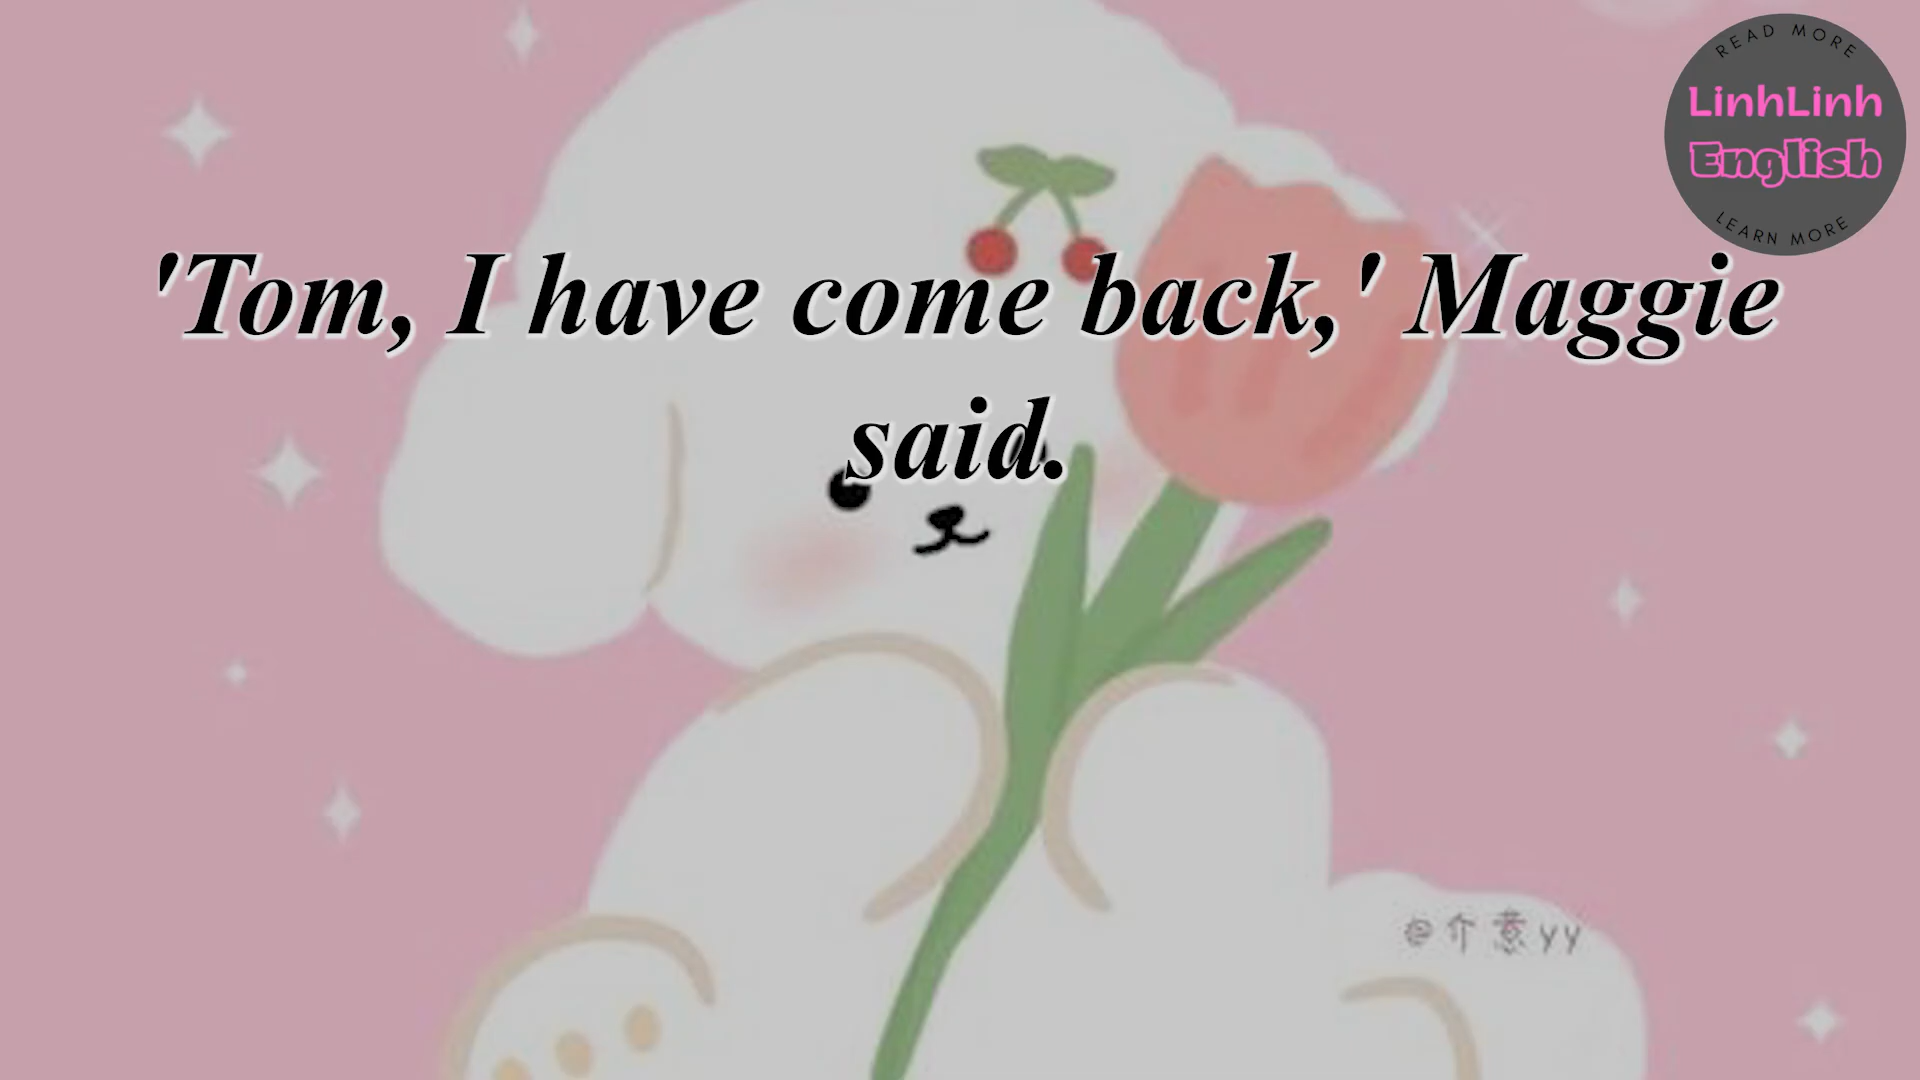 READ MORE
LinhLinh
English
LEARN MORE
'Tom, I have come back,' Maggie
said.
@介意yy